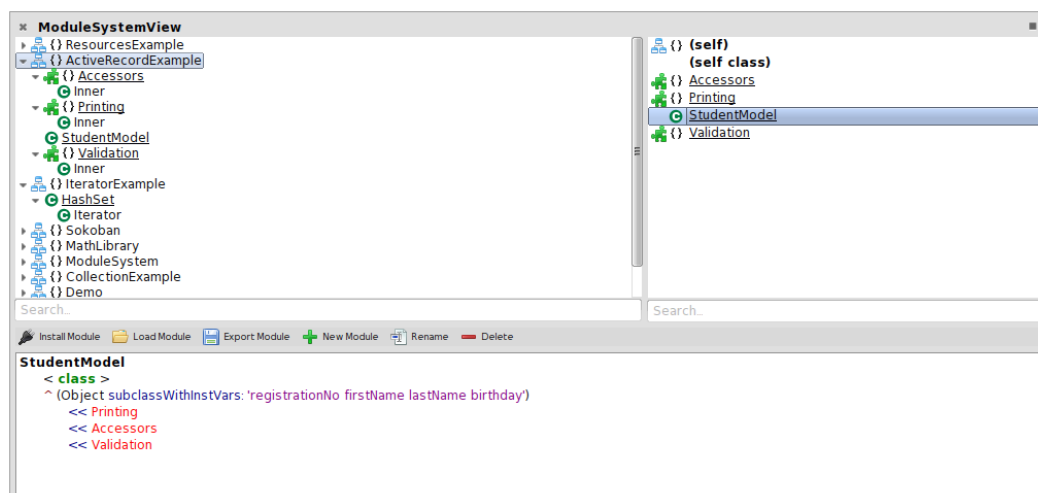 ModuleSystemView
{} ResourcesExample
{} ActiveRecordExample
{} Accessors
Inner
{} Printing
Inner
StudentModel
{} Validation
Inner
{} IteratorExample
HashSet
Iterator
{} Sokoban
{} MathLibrary
{} ModuleSystem
{} CollectionExample
{} Demo
Search..
{} (self)
(self class)
{} Accessors
{} Printing
StudentModel
{} Validation
Search..
Install Module Load Module Export Module New Module Rename Delete
StudentModel
< class >
^ (Object subclassWithInstVars: 'registrationNo firstName lastName birthday')
<< Printing
<< Accessors
<< Validation